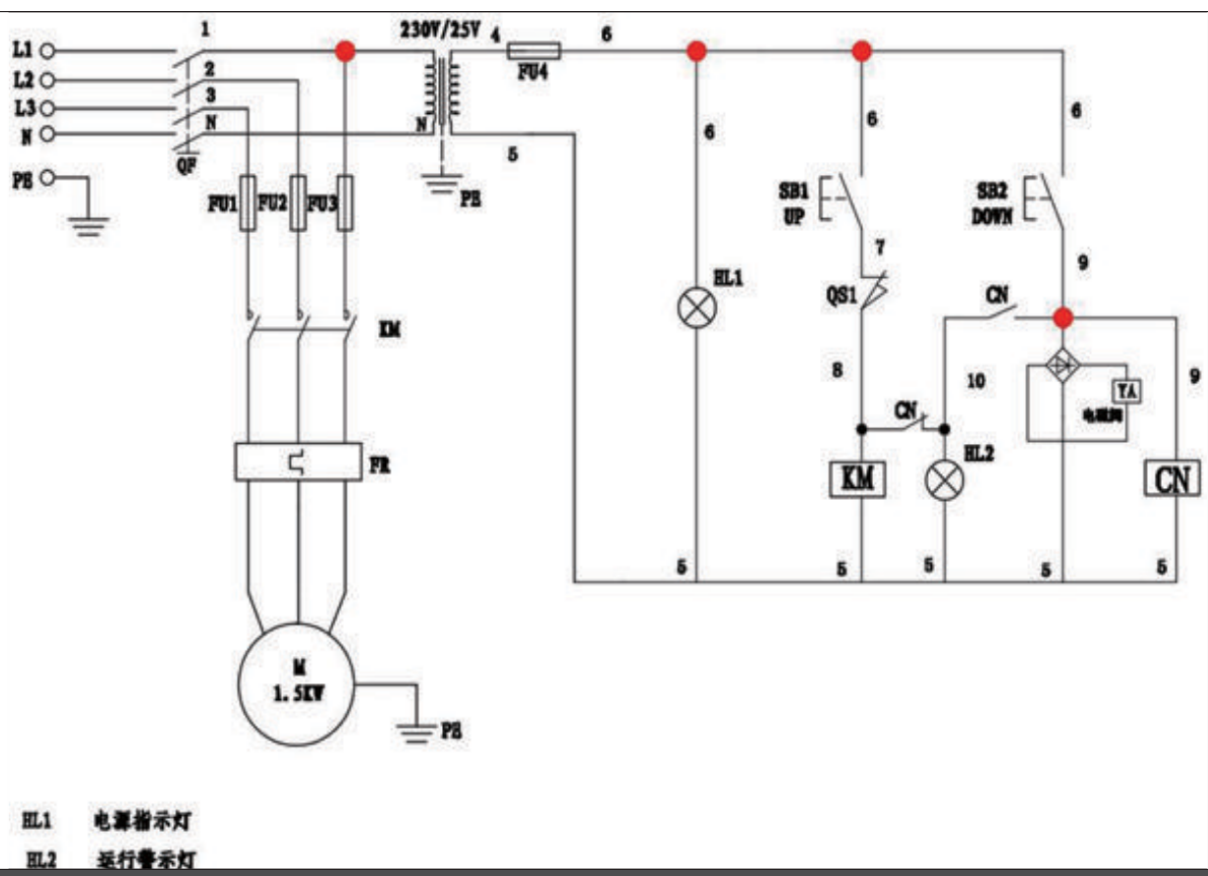 1
230V/25V
4
6
L1
FU4
L2
2
L3
3
N
N
N
QF
5
6
6
6
PE
PE
FU1
FU2
FU3
SB1
UP
SB2
DOWN
7
9
HL1
QS1
CN
KM
8
10
9
YA
电磁阀
CN
HL2
FR
KM
CN
5
5
5
5
5
M
1.5KW
PE
HL1 电源指示灯
HL2 运行警示灯